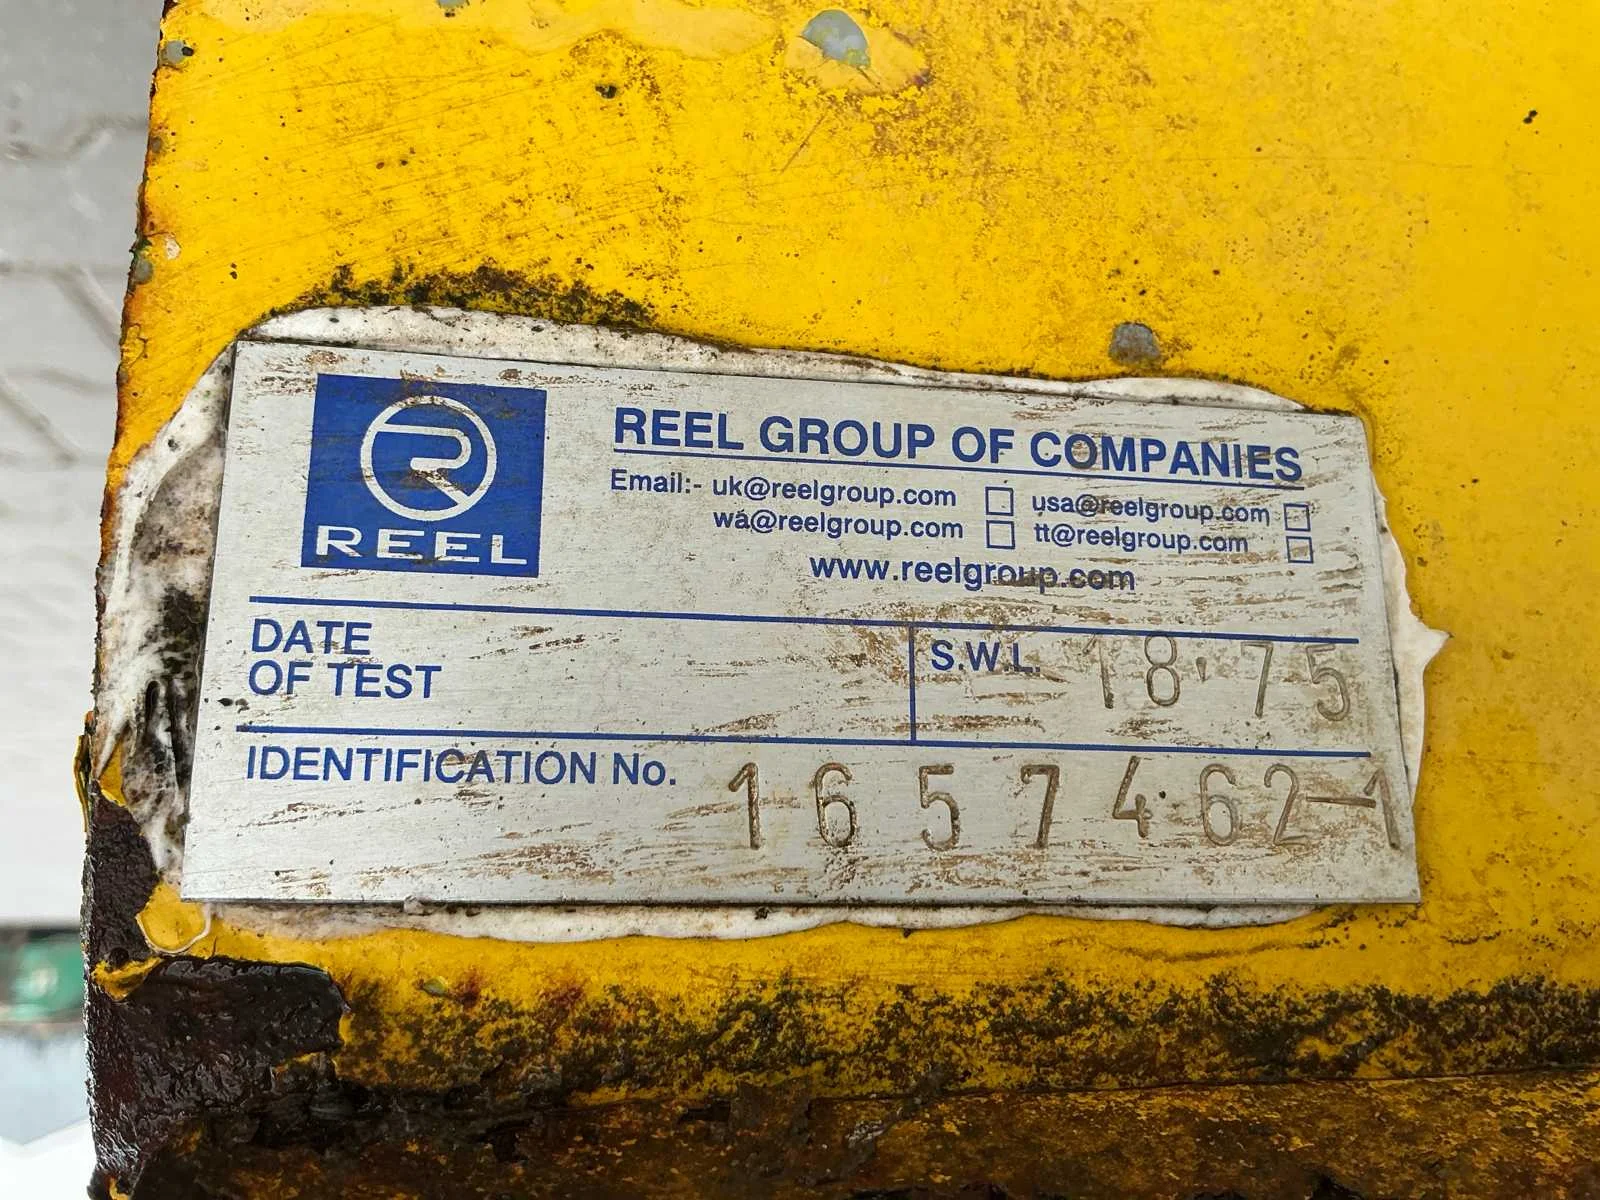 REEL
REEL GROUP OF COMPANIES
Email:- uk@reelgroup.com □ usa@reelgroup.com □
wa@reelgroup.com □ tt@reelgroup.com □
www.reelgroup.com
DATE
OF TEST
S.W.L. 18.75
IDENTIFICATION No. 1657462-1